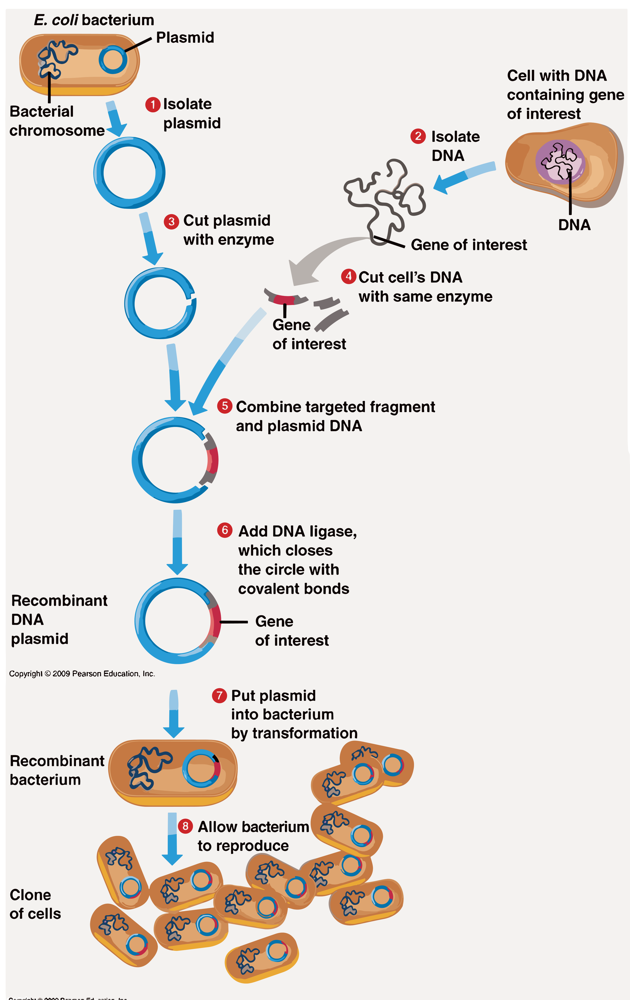 E. coli bacterium
Plasmid
Bacterial
chromosome
1 Isolate
plasmid
Cell with DNA
containing gene
of interest
2 Isolate
DNA
DNA
3 Cut plasmid
with enzyme
Gene of interest
4 Cut cell's DNA
with same enzyme
Gene
of interest
5 Combine targeted fragment
and plasmid DNA
6 Add DNA ligase,
which closes
the circle with
covalent bonds
Recombinant
DNA
plasmid
Gene
of interest
Copyright © 2009 Pearson Education, Inc.
7 Put plasmid
into bacterium
by transformation
Recombinant
bacterium
8 Allow bacterium
to reproduce
Clone
of cells